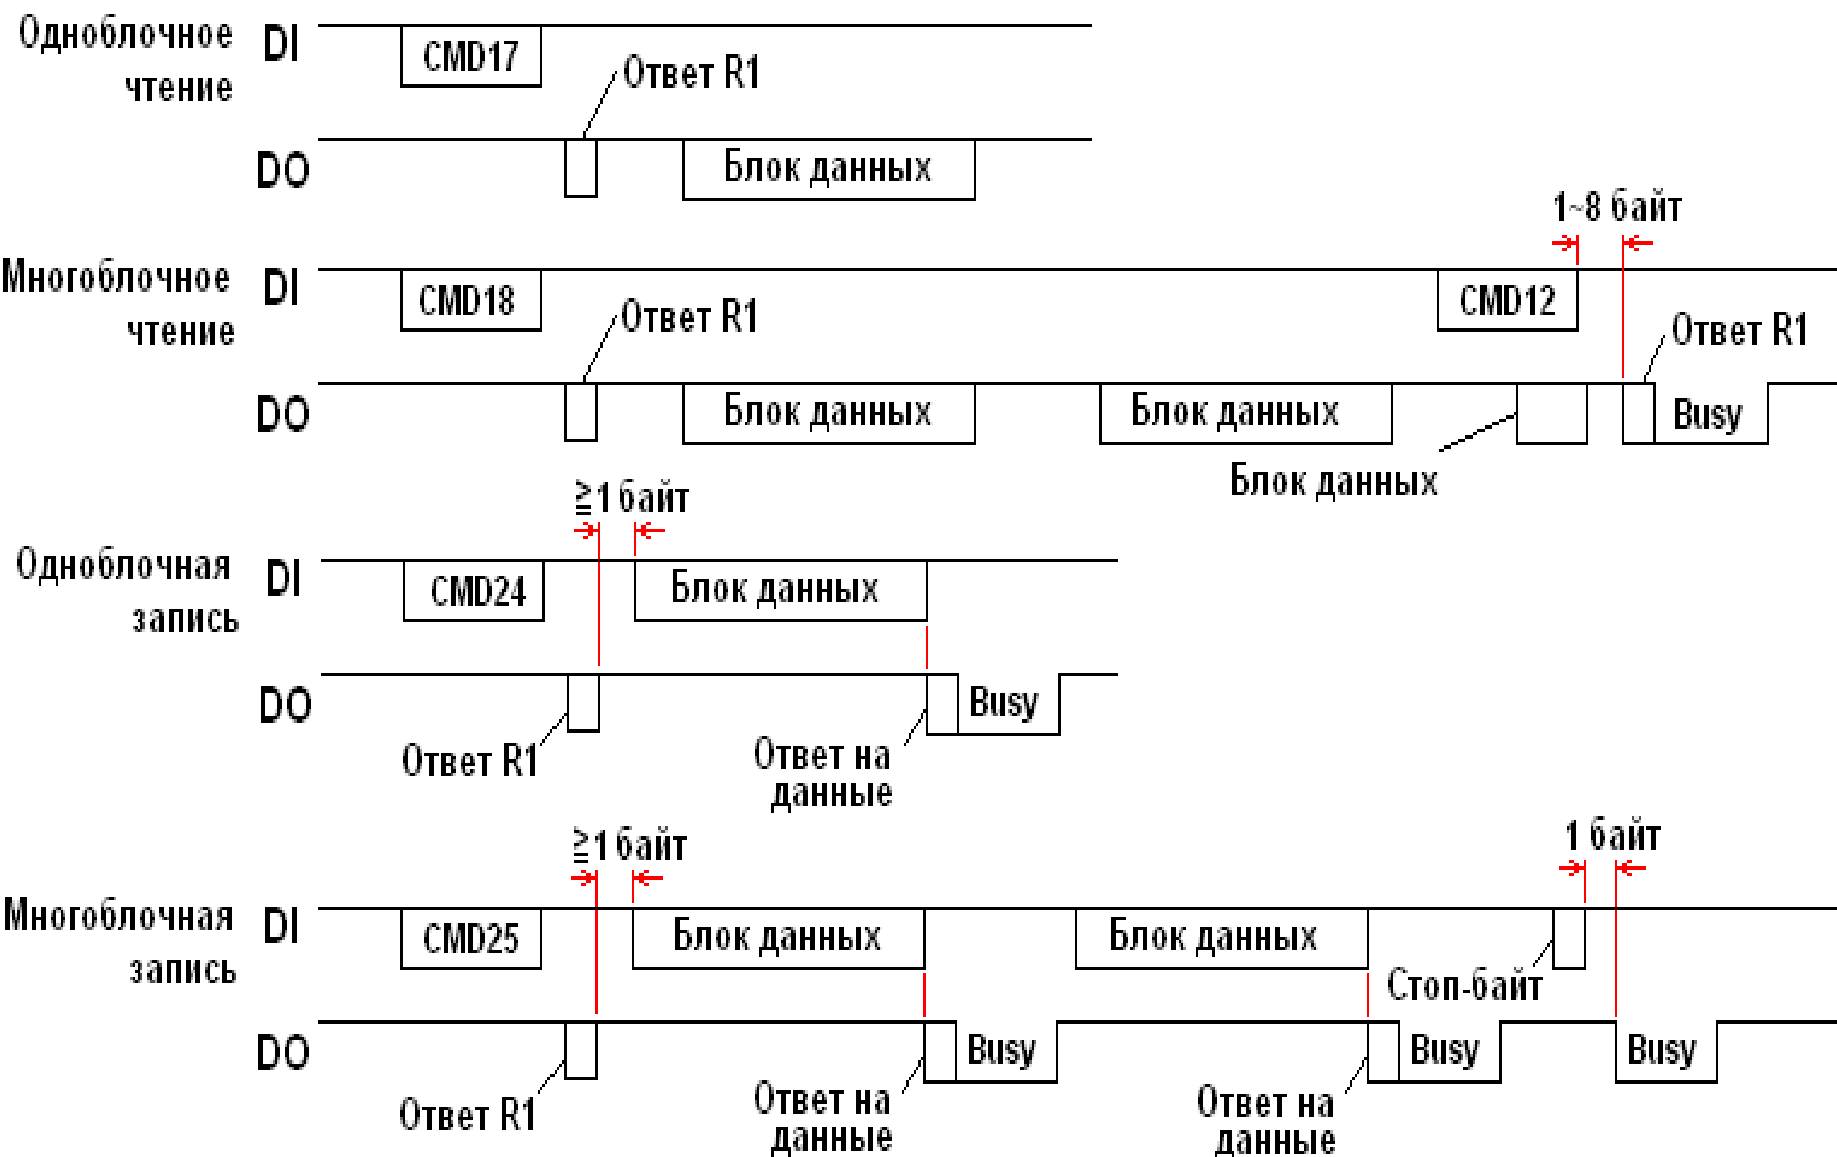 Одноблочное
чтение
DI
CMD17
Ответ R1
DO
Блок данных
1~8 байт
Многоблочное
чтение
DI
CMD18
CMD12
Ответ R1
Ответ R1
DO
Блок данных
Блок данных
Busy
Блок данных
≧1 байт
Одноблочная
запись
DI
CMD24
Блок данных
DO
Busy
Ответ R1
Ответ на
данные
≧1 байт
1 байт
Многоблочная
запись
DI
CMD25
Блок данных
Блок данных
Стоп-байт
DO
Busy
Busy
Busy
Ответ R1
Ответ на
данные
Ответ на
данные